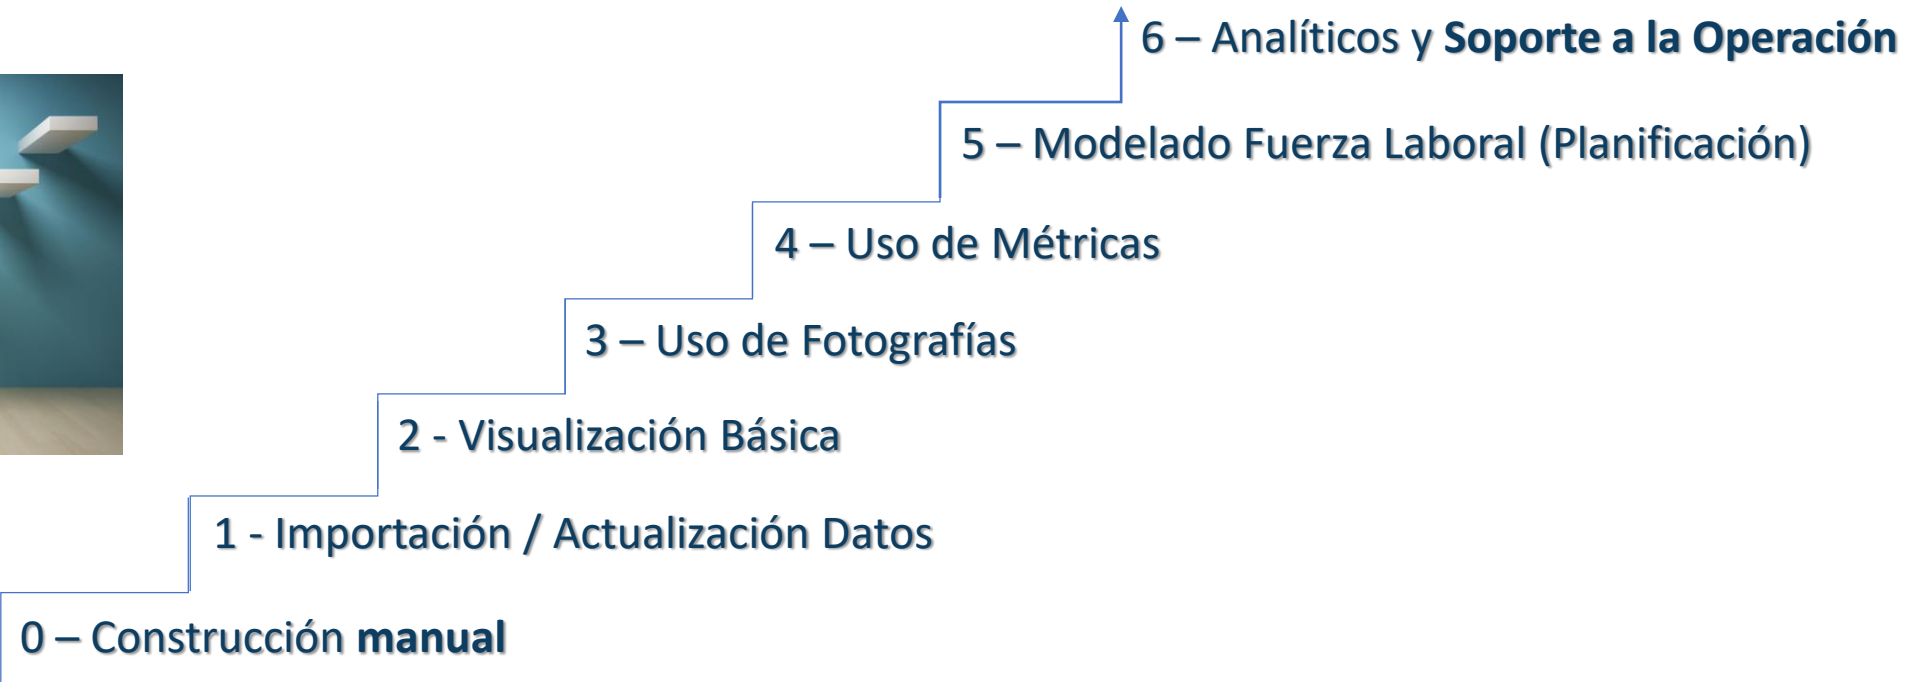 6 – Analíticos y Soporte a la Operación
5 – Modelado Fuerza Laboral (Planificación)
4 – Uso de Métricas
3 – Uso de Fotografías
2 - Visualización Básica
1 - Importación / Actualización Datos
0 – Construcción manual